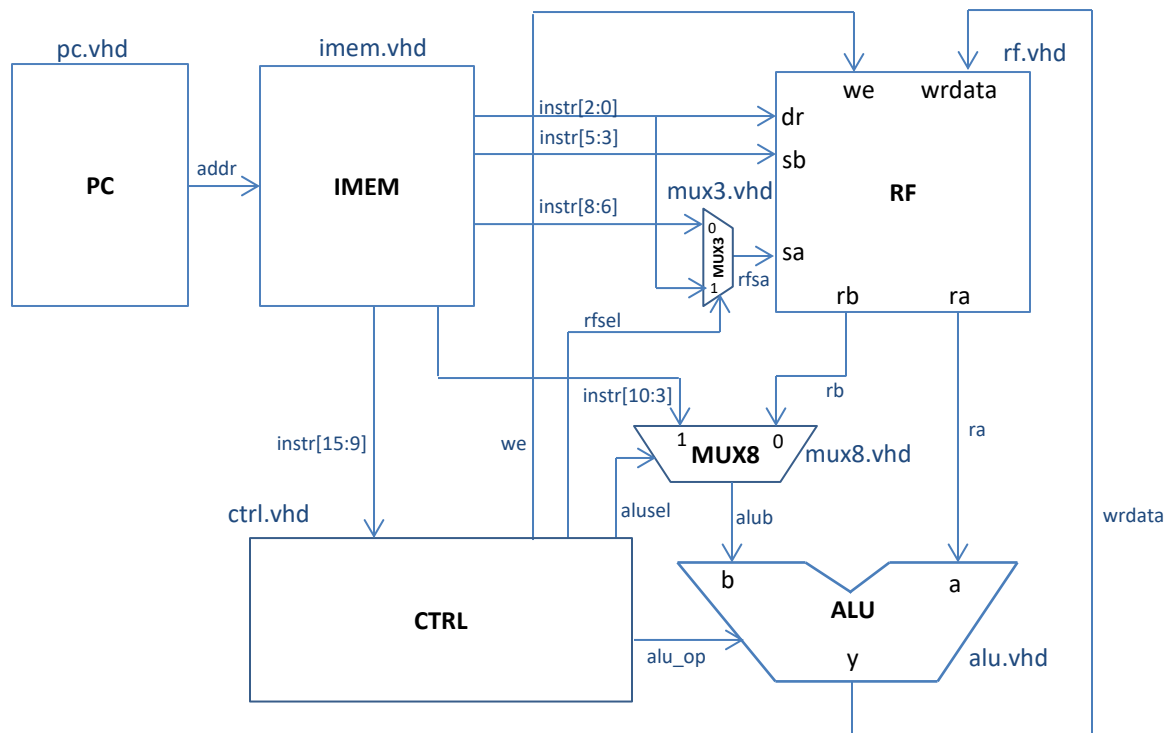 pc.vhd
imem.vhd
rf.vhd
we
wrdata
instr[2:0]
dr
instr[5:3]
sb
addr
PC
IMEM
mux3.vhd
RF
instr[8:6]
0
MUX3
sa
rfsa
1
rb
ra
rfsel
rb
instr[10:3]
ra
instr[15:9]
we
1
0
MUX8
mux8.vhd
ctrl.vhd
alusel
alub
wrdata
b
a
CTRL
ALU
alu_op
y
alu.vhd